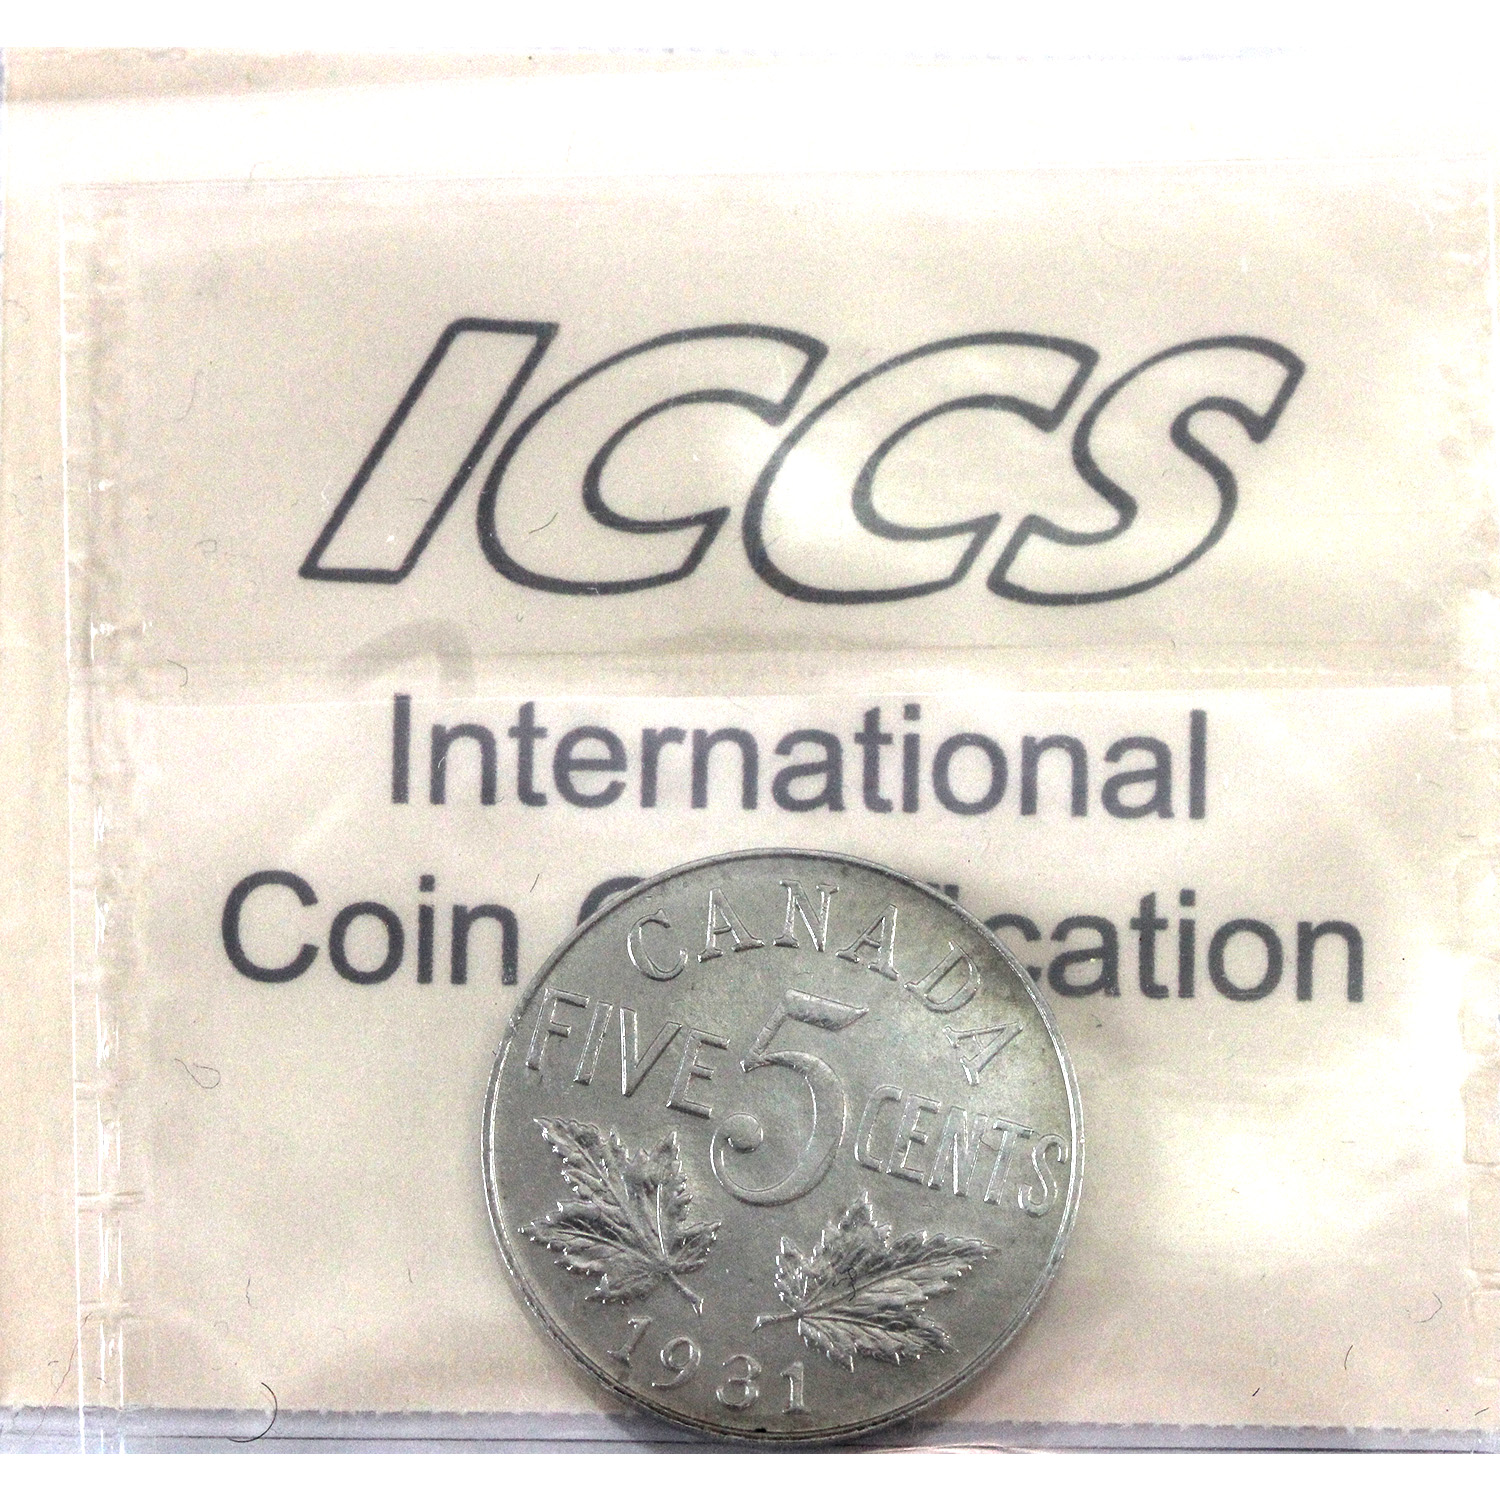 ICCS
International
Coin cation
CANADA
FIVE 5 CENTS
1931